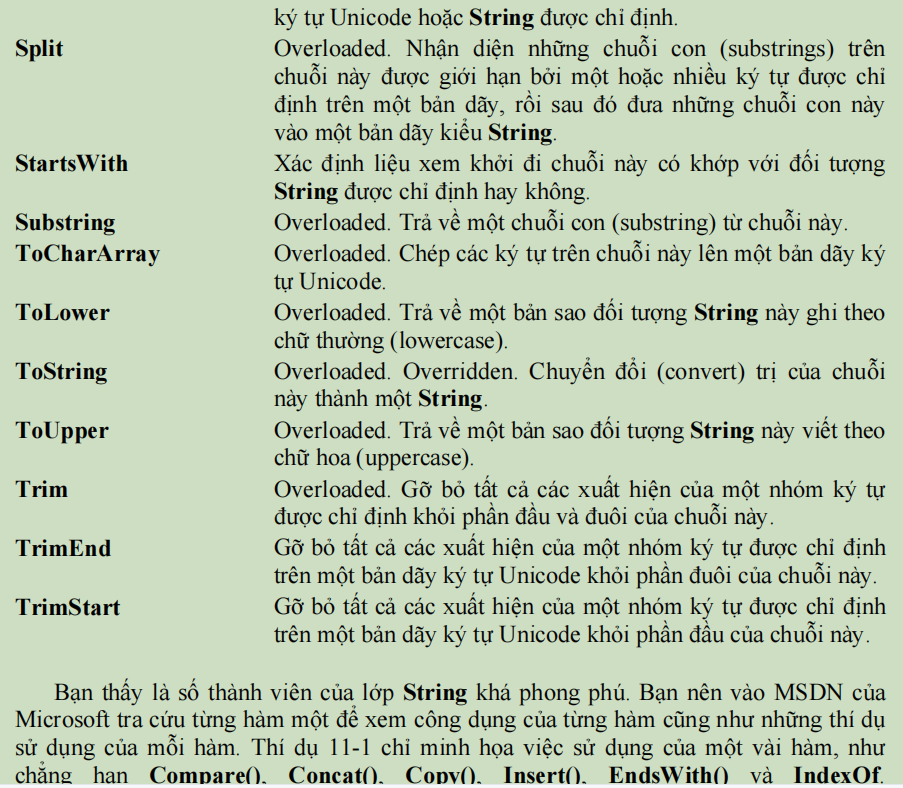 ký tự Unicode hoặc String được chỉ định.
Split Overloaded. Nhận diện những chuỗi con (substrings) trên
chuỗi này được giới hạn bởi một hoặc nhiều ký tự được chỉ
định trên một bản dãy, rồi sau đó đưa những chuỗi con này
vào một bản dãy kiểu String.
StartsWith Xác định liệu xem khởi đi chuỗi này có khớp với đối tượng
String được chỉ định hay không.
Substring Overloaded. Trả về một chuỗi con (substring) từ chuỗi này.
ToCharArray Overloaded. Chép các ký tự trên chuỗi này lên một bản dãy ký
tự Unicode.
ToLower Overloaded. Trả về một bản sao đối tượng String này ghi theo
chữ thường (lowercase).
ToString Overloaded. Overridden. Chuyển đổi (convert) trị của chuỗi
này thành một String.
ToUpper Overloaded. Trả về một bản sao đối tượng String này viết theo
chữ hoa (uppercase).
Trim Overloaded. Gỡ bỏ tất cả các xuất hiện của một nhóm ký tự
được chỉ định khỏi phần đầu và đuôi của chuỗi này.
TrimEnd Gỡ bỏ tất cả các xuất hiện của một nhóm ký tự được chỉ định
trên một bản dãy ký tự Unicode khỏi phần đuôi của chuỗi này.
TrimStart Gỡ bỏ tất cả các xuất hiện của một nhóm ký tự được chỉ định
trên một bản dãy ký tự Unicode khỏi phần đầu của chuỗi này.
Bạn thấy là số thành viên của lớp String khá phong phú. Bạn nên vào MSDN của
Microsoft tra cứu từng hàm một để xem công dụng của từng hàm cũng như những thí dụ
sử dụng của mỗi hàm. Thí dụ 11-1 chỉ minh họa việc sử dụng của một vài hàm, như
chẳng hạn Compare(), Concat(), Copy(), Insert(), EndsWith() và IndexOf.